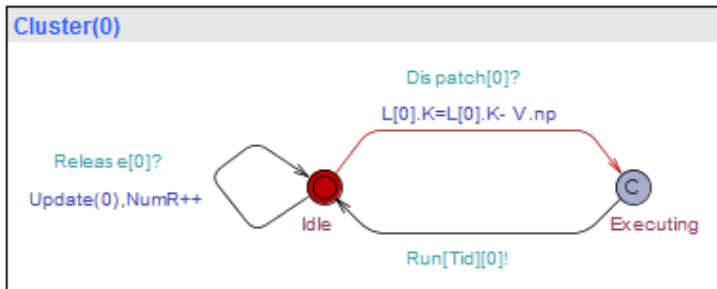 Cluster(0)
Dispatch[0]?
L[0].K=L[0].K- V.np
Release[0]?
Update(0),NumR++
C
Idle
Executing
Run[Tid][0]!